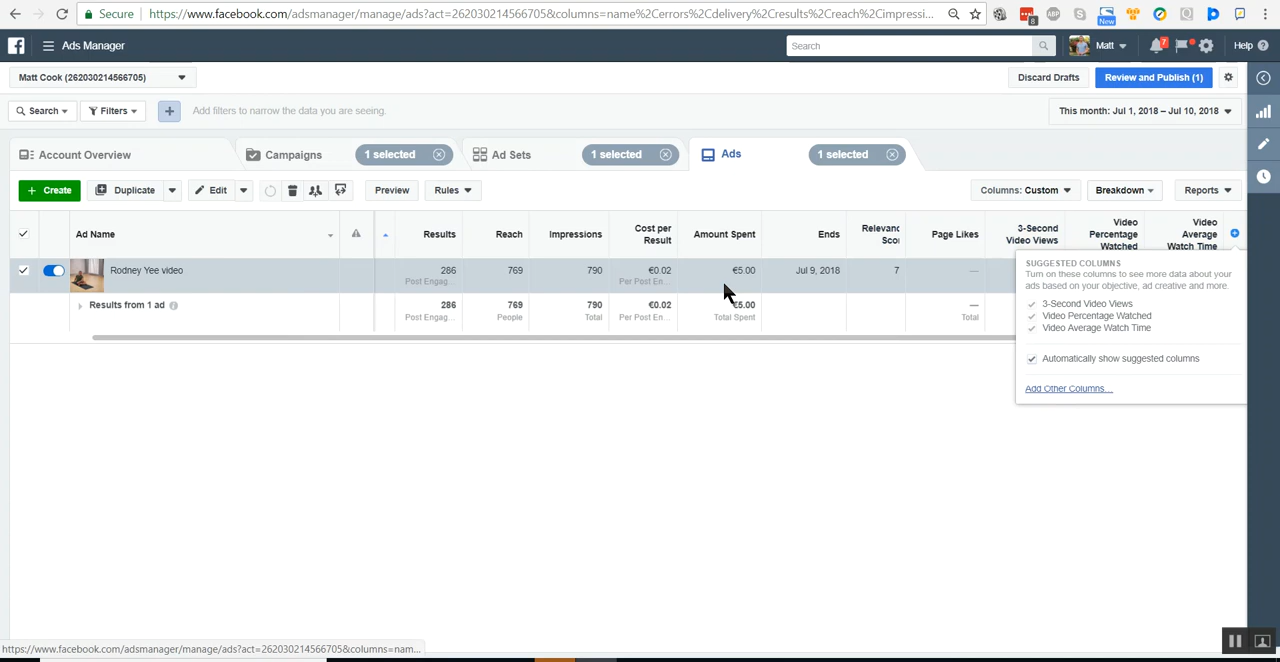 Secure
https://www.facebook.com/adsmanager/manage/ads?act=262030214566705&columns=name%2Cerrors%2Cdelivery%2Cresults%2Creach%2Cimpressi...
8
ABP
New
Ads Manager
Search
Matt
7
Help
Matt Cook (262030214566705)
Discard Drafts
Review and Publish (1)
Search
Filters
Add filters to narrow the data you are seeing.
This month: Jul 1, 2018 – Jul 10, 2018
Account Overview
Campaigns
1 selected
Ad Sets
1 selected
Ads
1 selected
Create
Duplicate
Edit
Preview
Rules
Columns: Custom
Breakdown
Reports
Ad Name
Results
Reach
Impressions
Cost per
Result
Amount Spent
Ends
Relevanc
Scor
Page Likes
3-Second
Video Views
Video
Percentage
Watched
Video
Average
Watch Time
Rodney Yee video
286
Post Engag...
769
790
€0.02
Per Post En...
€5.00
Jul 9, 2018
7
—
Results from 1 ad
286
Post Engag...
769
People
790
Total
€0.02
Per Post En...
€5.00
Total Spent
—
Total
SUGGESTED COLUMNS
Turn on these columns to see more data about your
ads based on your objective, ad creative and more.
3-Second Video Views
Video Percentage Watched
Video Average Watch Time
Automatically show suggested columns
Add Other Columns...
https://www.facebook.com/adsmanager/manage/ads?act=262030214566705&columns=nam...